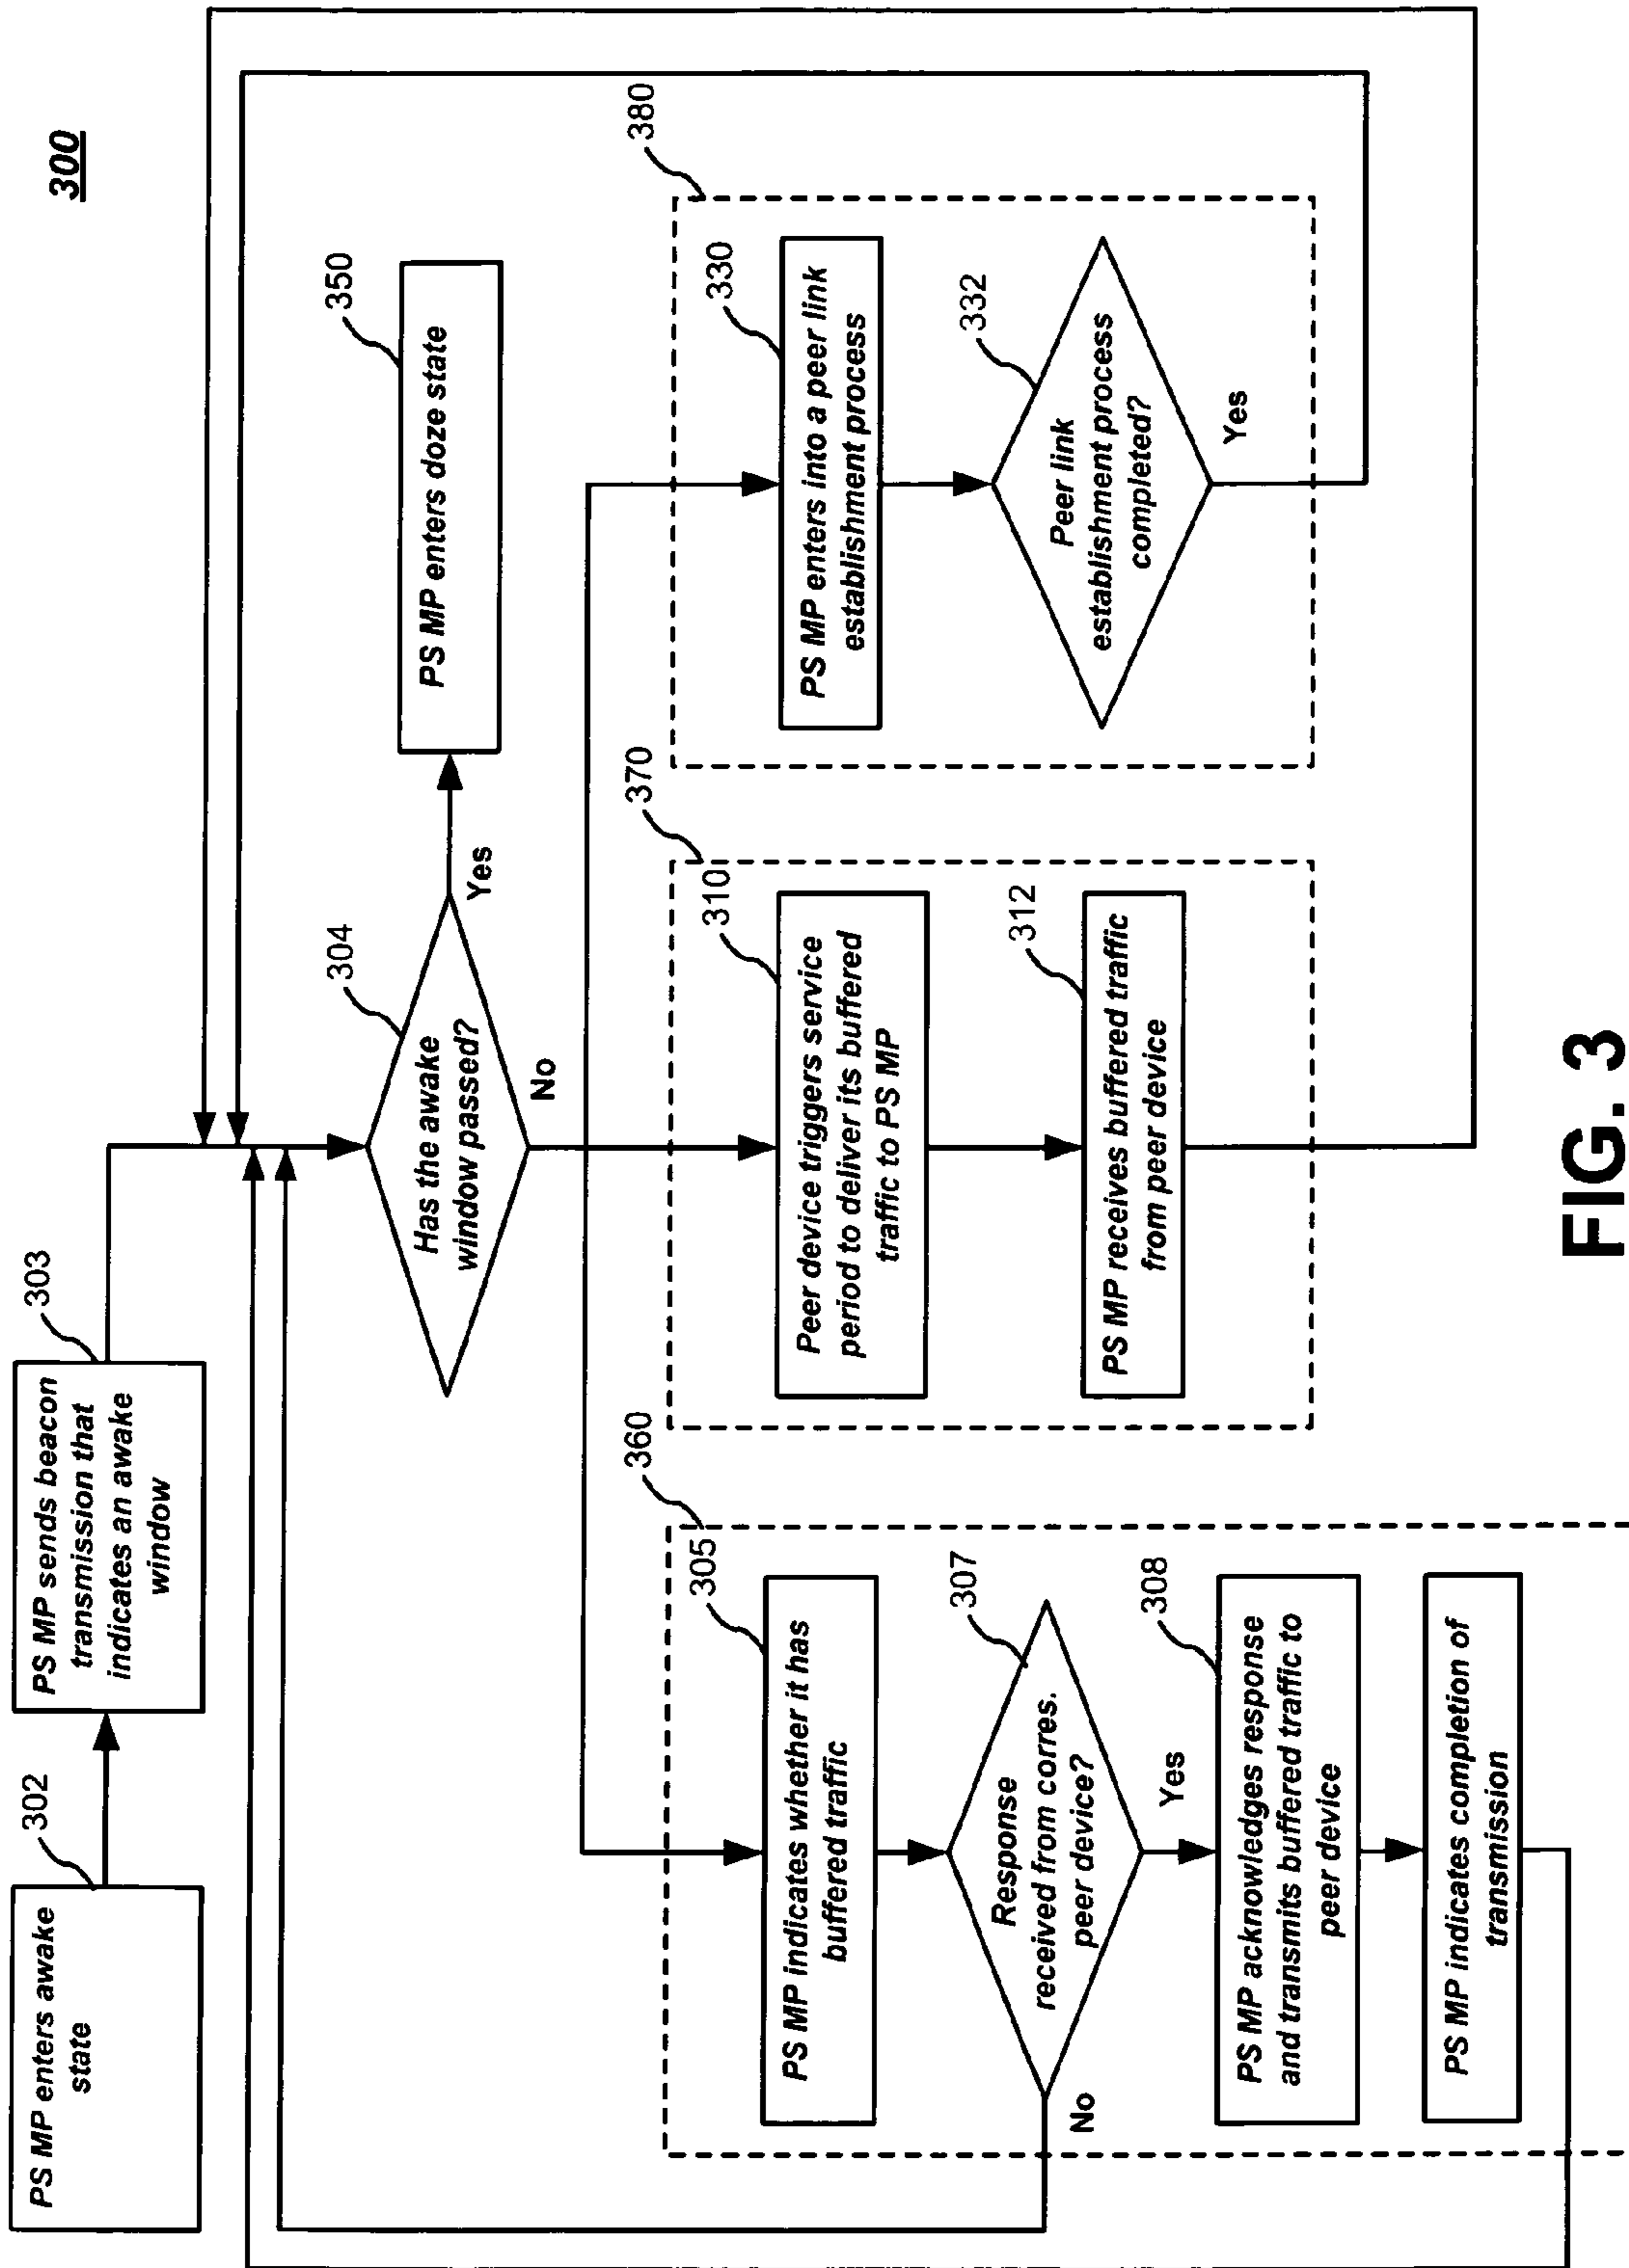 300
302
PS MP enters awake
state
303
PS MP sends beacon
transmission that
indicates an awake
window
304
Has the awake
window passed?
Yes
No
350
PS MP enters doze state
360
305
PS MP indicates whether it has
buffered traffic
307
Response
received from corres.
peer device?
No
Yes
308
PS MP acknowledges response
and transmits buffered traffic to
peer device
PS MP indicates completion of
transmission
370
310
Peer device triggers service
period to deliver its buffered
traffic to PS MP
312
PS MP receives buffered traffic
from peer device
380
330
PS MP enters into a peer link
establishment process
332
Peer link
establishment process
completed?
Yes
FIG. 3